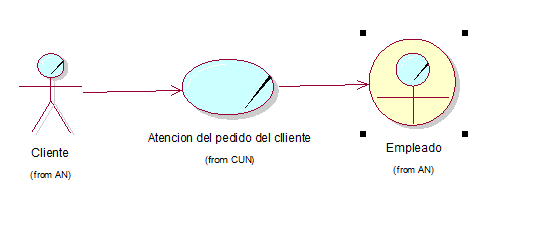 Atencion del pedido del clliente
Cliente
(from AN)
(from CUN)
Empleado
(from AN)